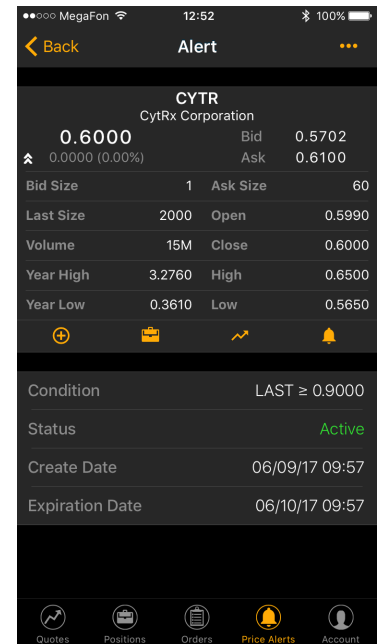 MegaFon 12:52 100%
Back Alert
CYTR
CytRx Corporation
0.6000 Bid 0.5702
0.0000 (0.00%) Ask 0.6100
Bid Size 1 Ask Size 60
Last Size 2000 Open 0.5990
Volume 15M Close 0.6000
Year High 3.2760 High 0.6500
Year Low 0.3610 Low 0.5650
Condition LAST ≥ 0.9000
Status Active
Create Date 06/09/17 09:57
Expiration Date 06/10/17 09:57
Quotes Positions Orders Price Alerts Account